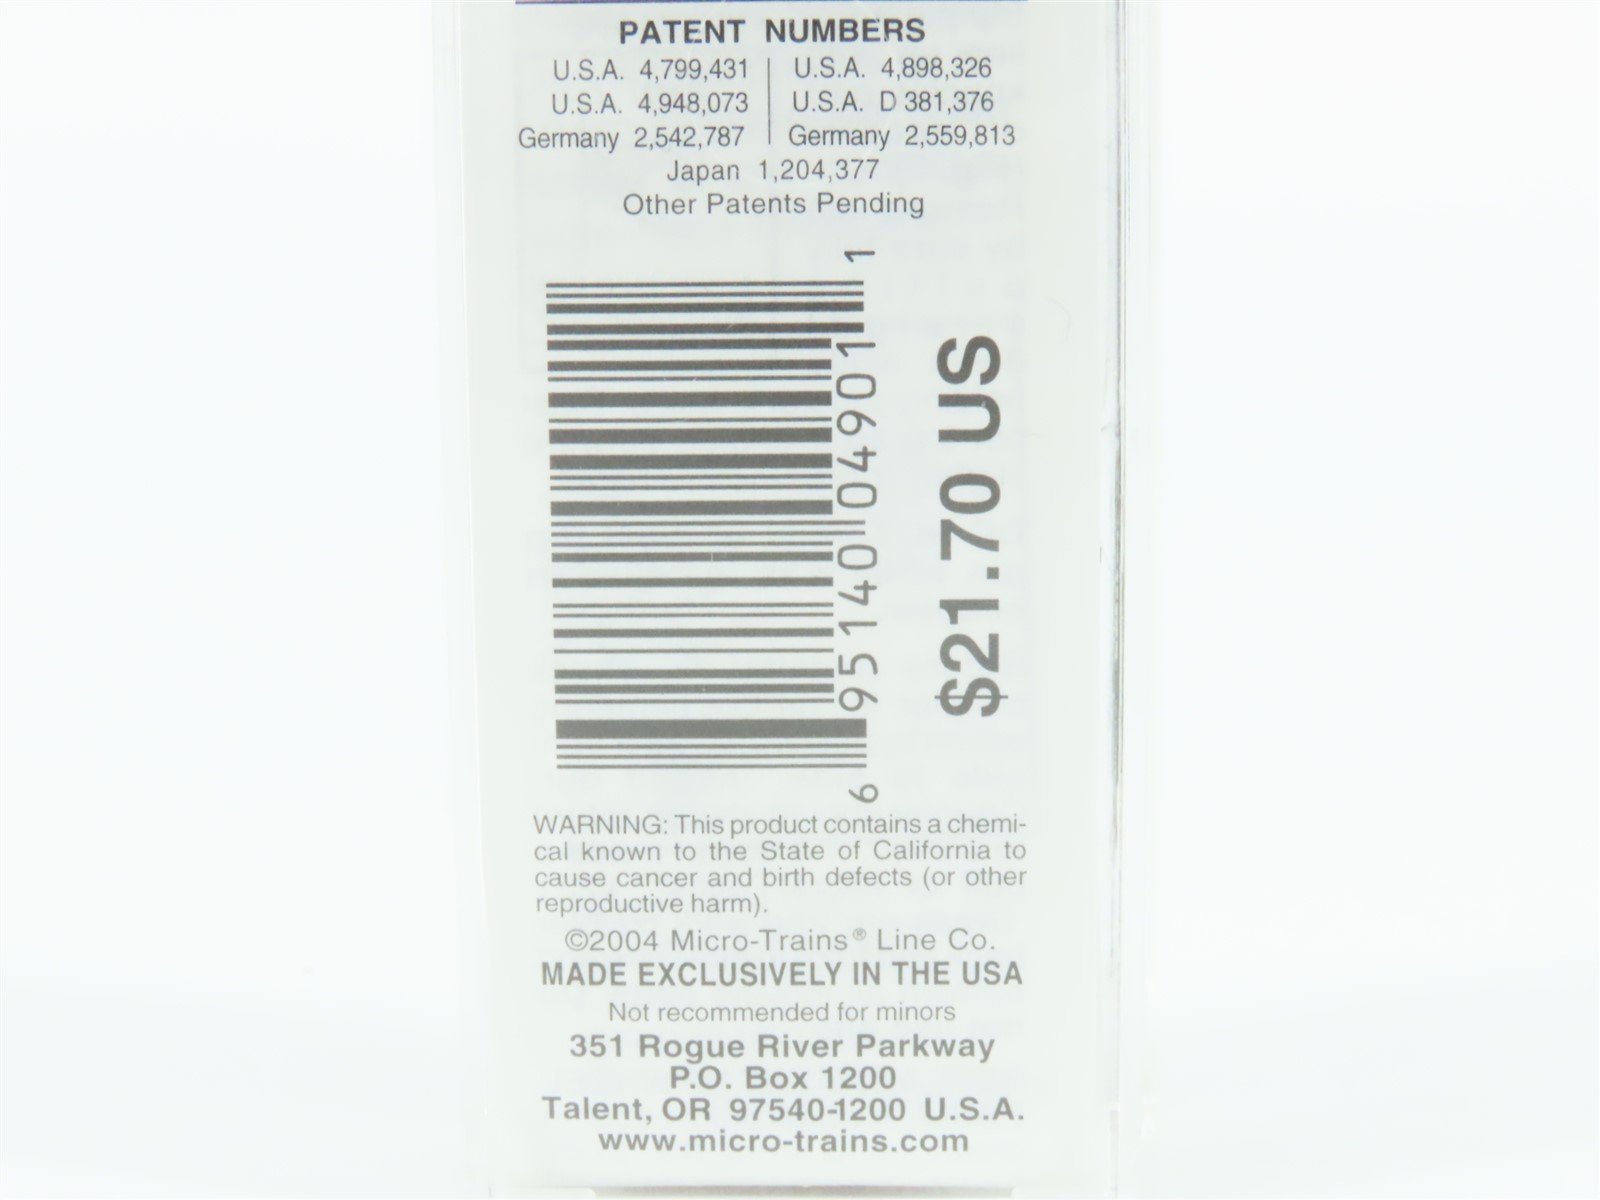 PATENT NUMBERS
U.S.A. 4,799,431 U.S.A. 4,898,326
U.S.A. 4,948,073 U.S.A. D 381,376
Germany 2,542,787 Germany 2,559,813
Japan 1,204,377
Other Patents Pending
6 95140 04901 1
$21.70 US
WARNING: This product contains a chemi-
cal known to the State of California to
cause cancer and birth defects (or other
reproductive harm).
©2004 Micro-Trains® Line Co.
MADE EXCLUSIVELY IN THE USA
Not recommended for minors
351 Rogue River Parkway
P.O. Box 1200
Talent, OR 97540-1200 U.S.A.
www.micro-trains.com